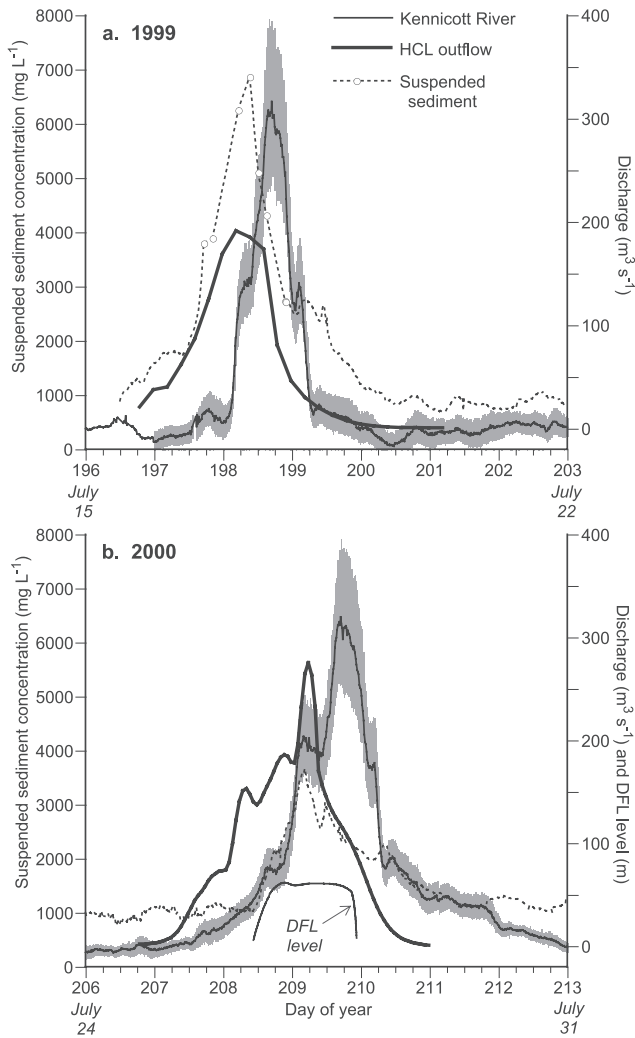 a. 1999
Kennicott River
HCL outflow
Suspended
sediment
Suspended sediment concentration (mg L-1)
8000
7000
6000
5000
4000
3000
2000
1000
0
400
300
200
100
0
Discharge (m3 s-1)
196 197 198 199 200 201 202 203
July
15
July
22
b. 2000
Suspended sediment concentration (mg L-1)
8000
7000
6000
5000
4000
3000
2000
1000
0
400
300
200
100
0
Discharge (m3 s-1) and DFL
level (m)
DFL
level
206 207 208 209 210 211 212 213
July
24
Day of year
July
31